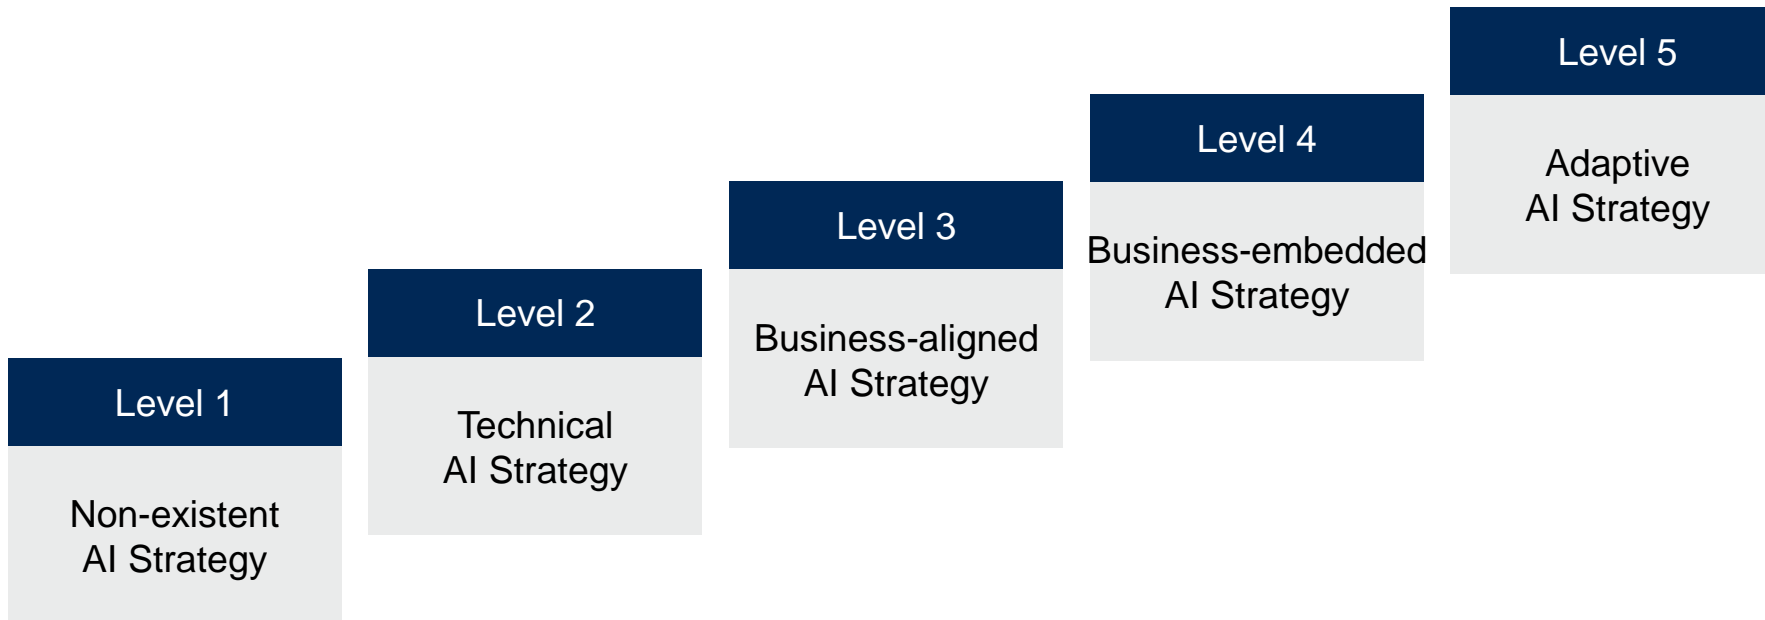 Level 1
Non-existent
AI Strategy
Level 2
Technical
AI Strategy
Level 3
Business-aligned
AI Strategy
Level 4
Business-embedded
AI Strategy
Level 5
Adaptive
AI Strategy